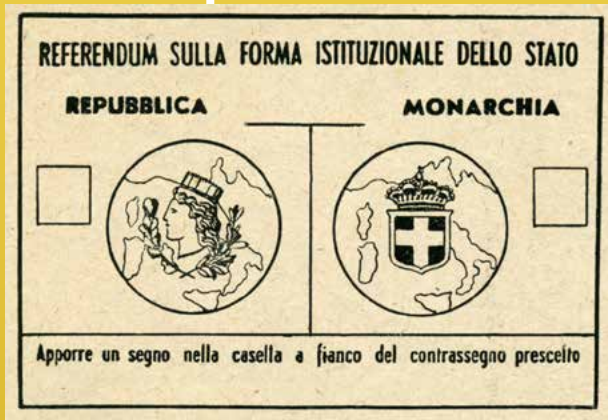 REFERENDUM SULLA FORMA ISTITUZIONALE DELLO STATO
REPUBBLICA
MONARCHIA
Apporre un segno nella casella a fianco del contrassegno prescelto